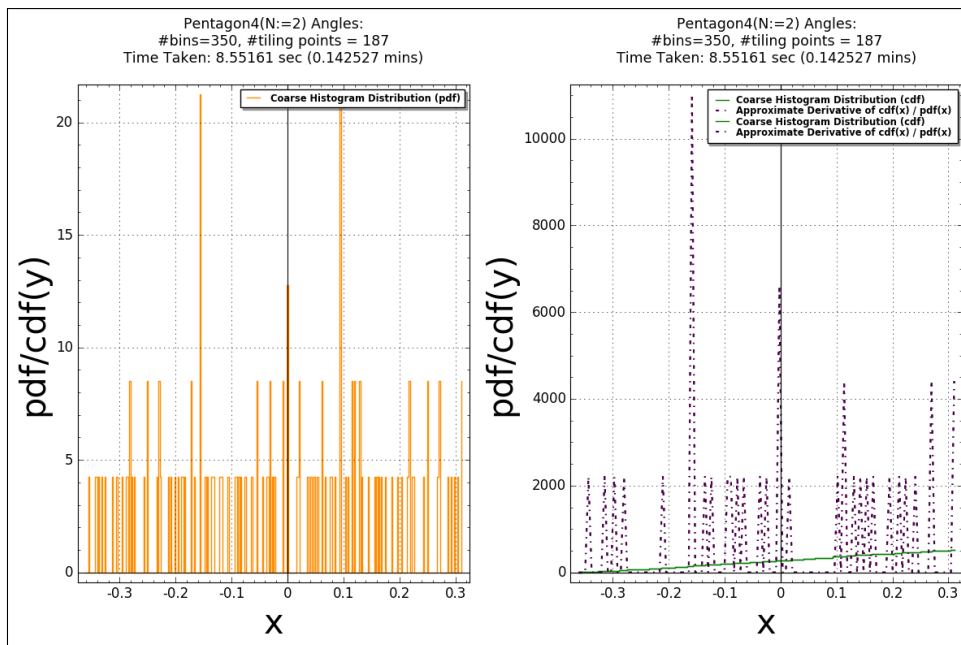 Pentagon4(N:=2) Angles:
#bins=350, #tiling points = 187
Time Taken: 8.55161 sec (0.142527 mins)
Coarse Histogram Distribution (pdf)
20
15
10
5
0
pdf/cdf(y)
-0.3 -0.2 -0.1 0 0.1 0.2 0.3
x
Pentagon4(N:=2) Angles:
#bins=350, #tiling points = 187
Time Taken: 8.55161 sec (0.142527 mins)
Coarse Histogram Distribution (cdf)
Approximate Derivative of cdf(x) / pdf(x)
Coarse Histogram Distribution (cdf)
Approximate Derivative of cdf(x) / pdf(x)
10000
8000
6000
4000
2000
0
pdf/cdf(y)
-0.3 -0.2 -0.1 0 0.1 0.2 0.3
x